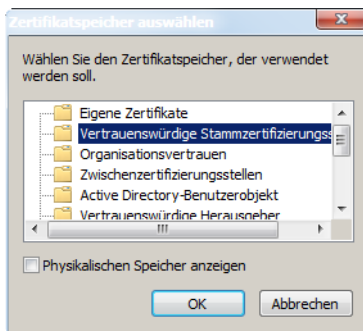 Zertifikatspeicher auswählen
Wählen Sie den Zertifikatspeicher, der verwendet
werden soll.
Eigene Zertifikate
Vertrauenswürdige Stammzertifizierungss
Organisationsvertrauen
Zwischenzertifizierungsstellen
Active Directory-Benutzerobjekt
Vertrauenswürdige Herausgeber
Physikalischen Speicher anzeigen
OK
Abbrechen